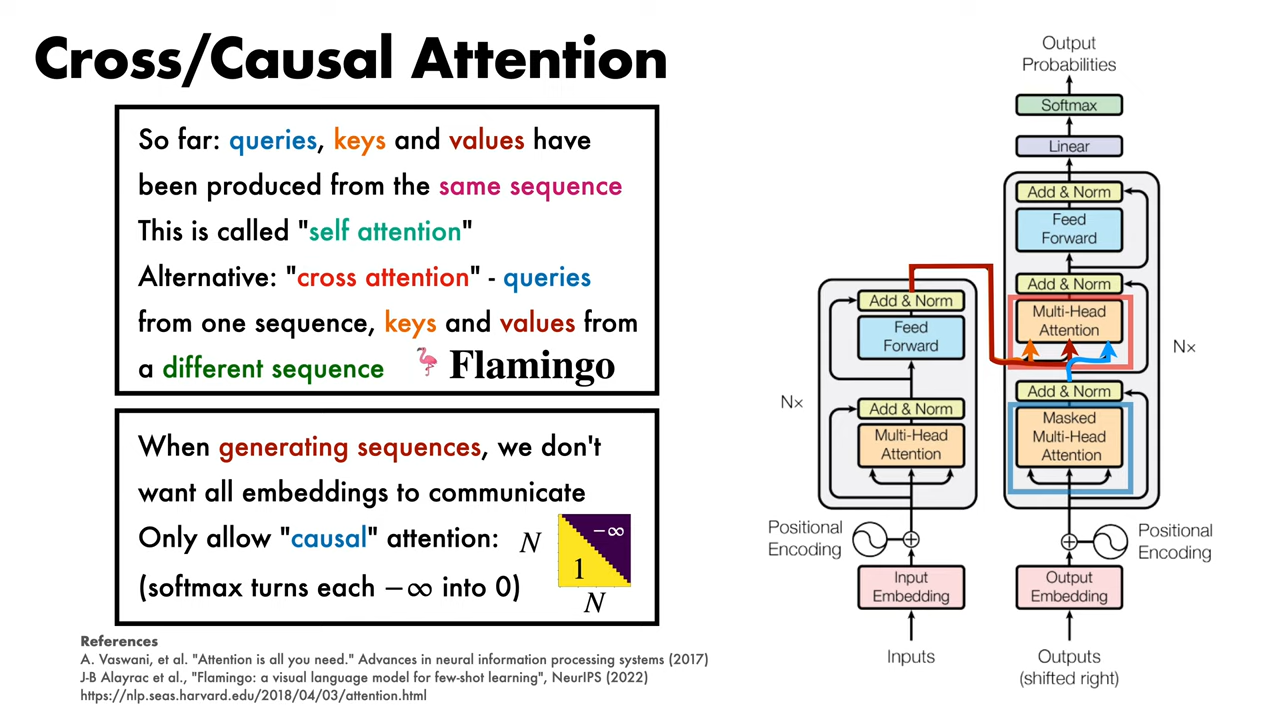 Cross/Causal Attention
So far: queries, keys and values have
been produced from the same sequence
This is called "self attention"
Alternative: "cross attention" - queries
from one sequence, keys and values from
a different sequence
Flamingo
When generating sequences, we don't
want all embeddings to communicate
Only allow "causal" attention:
(softmax turns each −∞ into 0)
N
−∞
1
N
References
A. Vaswani, et al. "Attention is all you need." Advances in neural information processing systems (2017)
J-B Alayrac et al., "Flamingo: a visual language model for few-shot learning", NeurIPS (2022)
https://nlp.seas.harvard.edu/2018/04/03/attention.html
Output
Probabilities
Softmax
Linear
Add & Norm
Feed
Forward
Add & Norm
Multi-Head
Attention
Nx
Add & Norm
Masked
Multi-Head
Attention
Positional
Encoding
Output
Embedding
Outputs
(shifted right)
Add & Norm
Feed
Forward
Nx
Add & Norm
Multi-Head
Attention
Positional
Encoding
Input
Embedding
Inputs